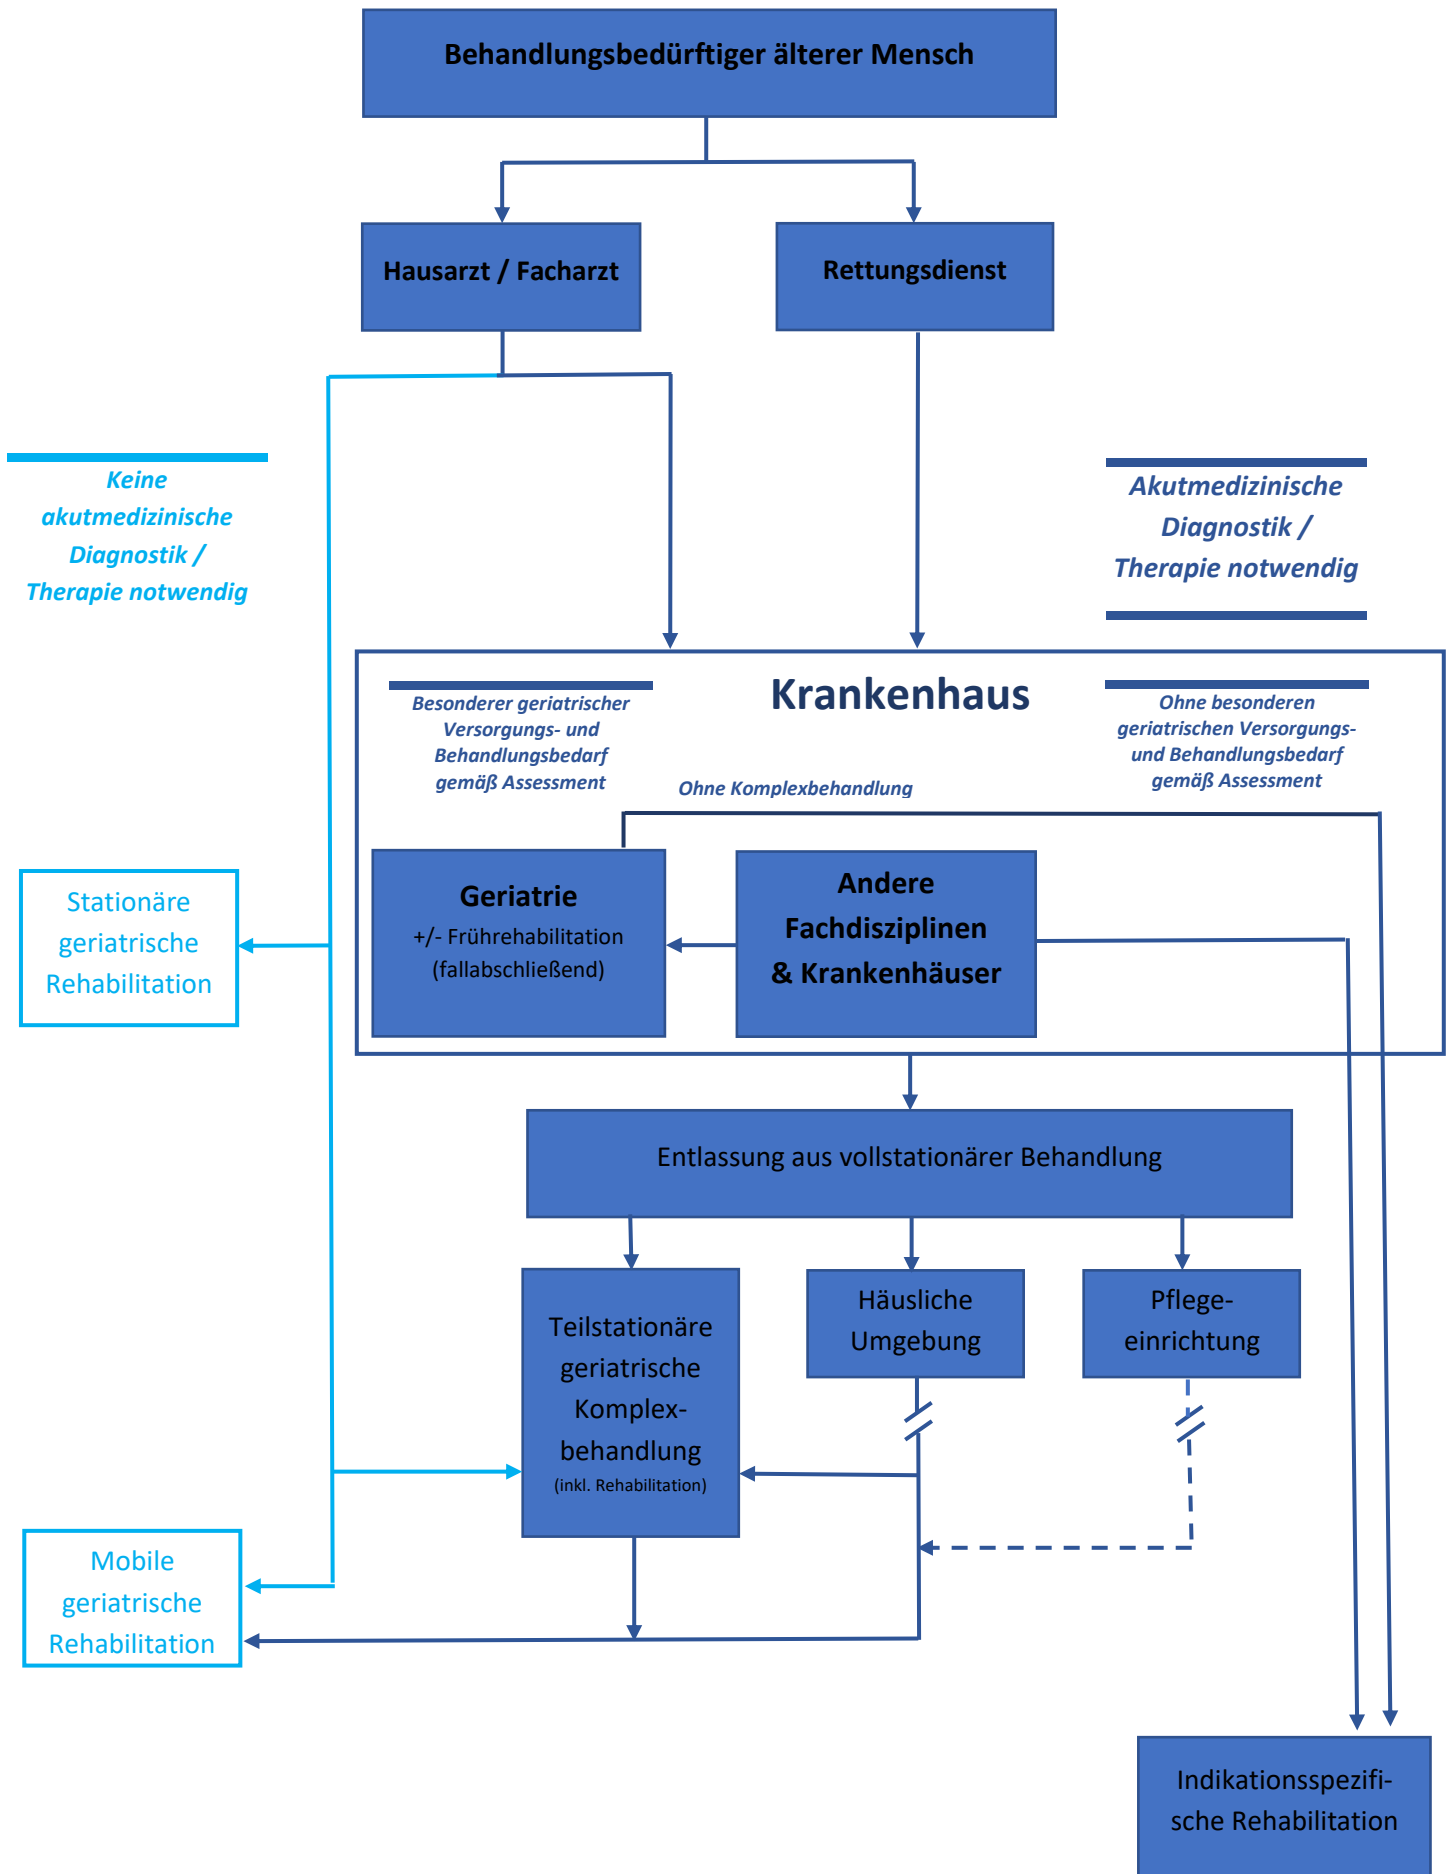 Behandlungsbedürftiger älterer Mensch
Hausarzt / Facharzt
Rettungsdienst
Keine
akutmedizinische
Diagnostik /
Therapie notwendig
Akutmedizinische
Diagnostik /
Therapie notwendig
Krankenhaus
Besonderer geriatrischer
Versorgungs- und
Behandlungsbedarf
gemäß Assessment
Ohne besonderen
geriatrischen Versorgungs-
und Behandlungsbedarf
gemäß Assessment
Ohne Komplexbehandlung
Geriatrie
+/- Frührehabilitation
(fallabschließend)
Andere
Fachdisziplinen
& Krankenhäuser
Stationäre
geriatrische
Rehabilitation
Entlassung aus vollstationärer Behandlung
Teilstationäre
geriatrische
Komplex-
behandlung
(inkl. Rehabilitation)
Häusliche
Umgebung
Pflege-
einrichtung
Mobile
geriatrische
Rehabilitation
Indikationsspezifi-
sche Rehabilitation